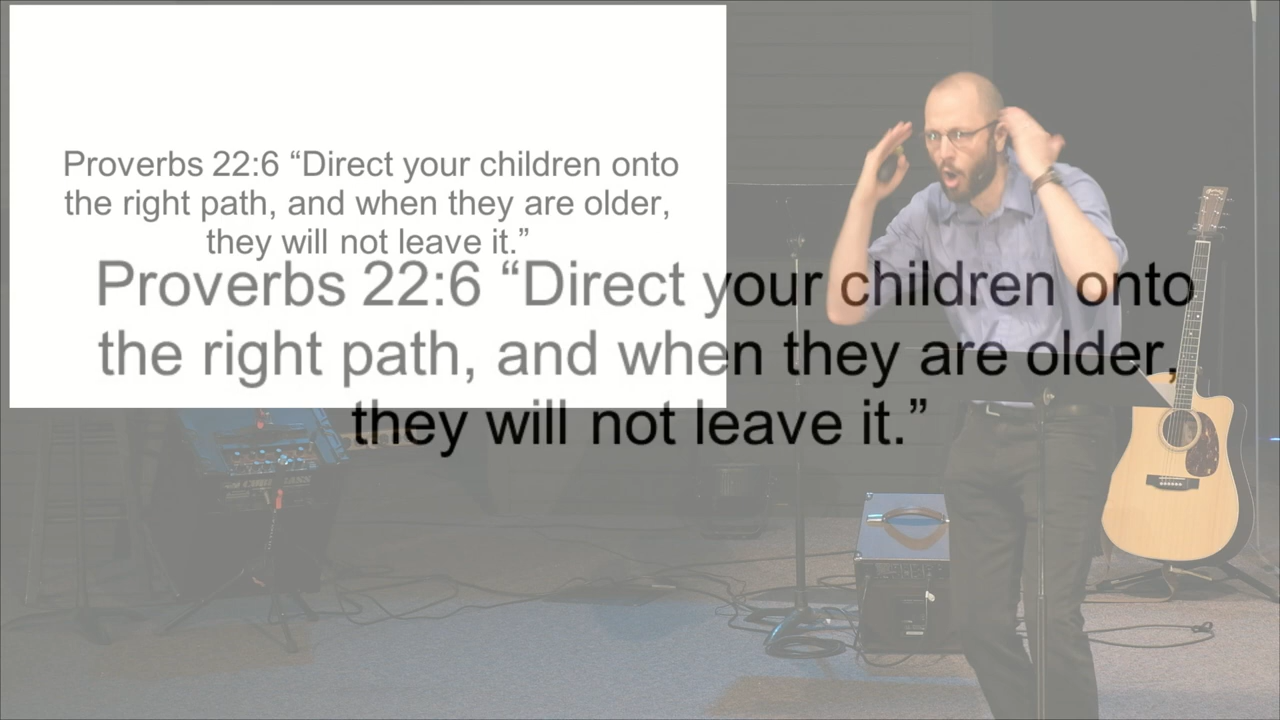 Proverbs 22:6 “Direct your children onto
the right path, and when they are older,
they will not leave it.”
Proverbs 22:6 “Direct your children onto
the right path, and when they are older,
they will not leave it.”